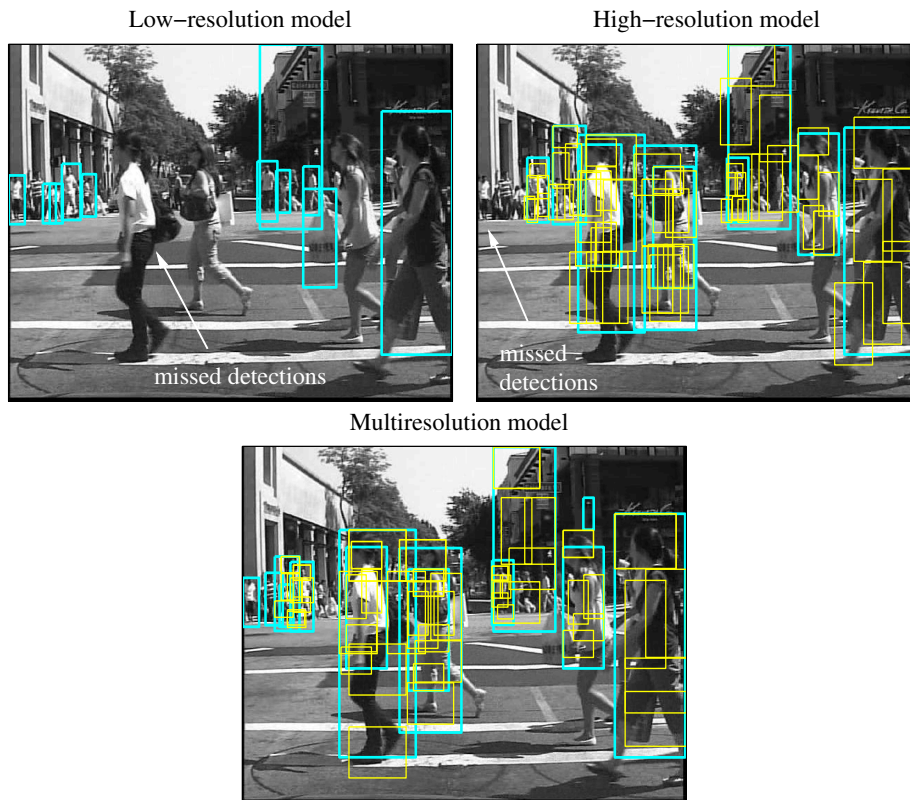 Low−resolution model
High−resolution model
missed detections
missed
detections
Multiresolution model